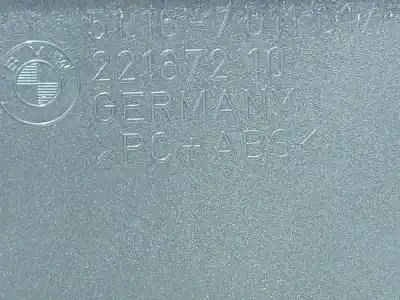 BMW
221672 10
GERMANY
>PC+ABS<